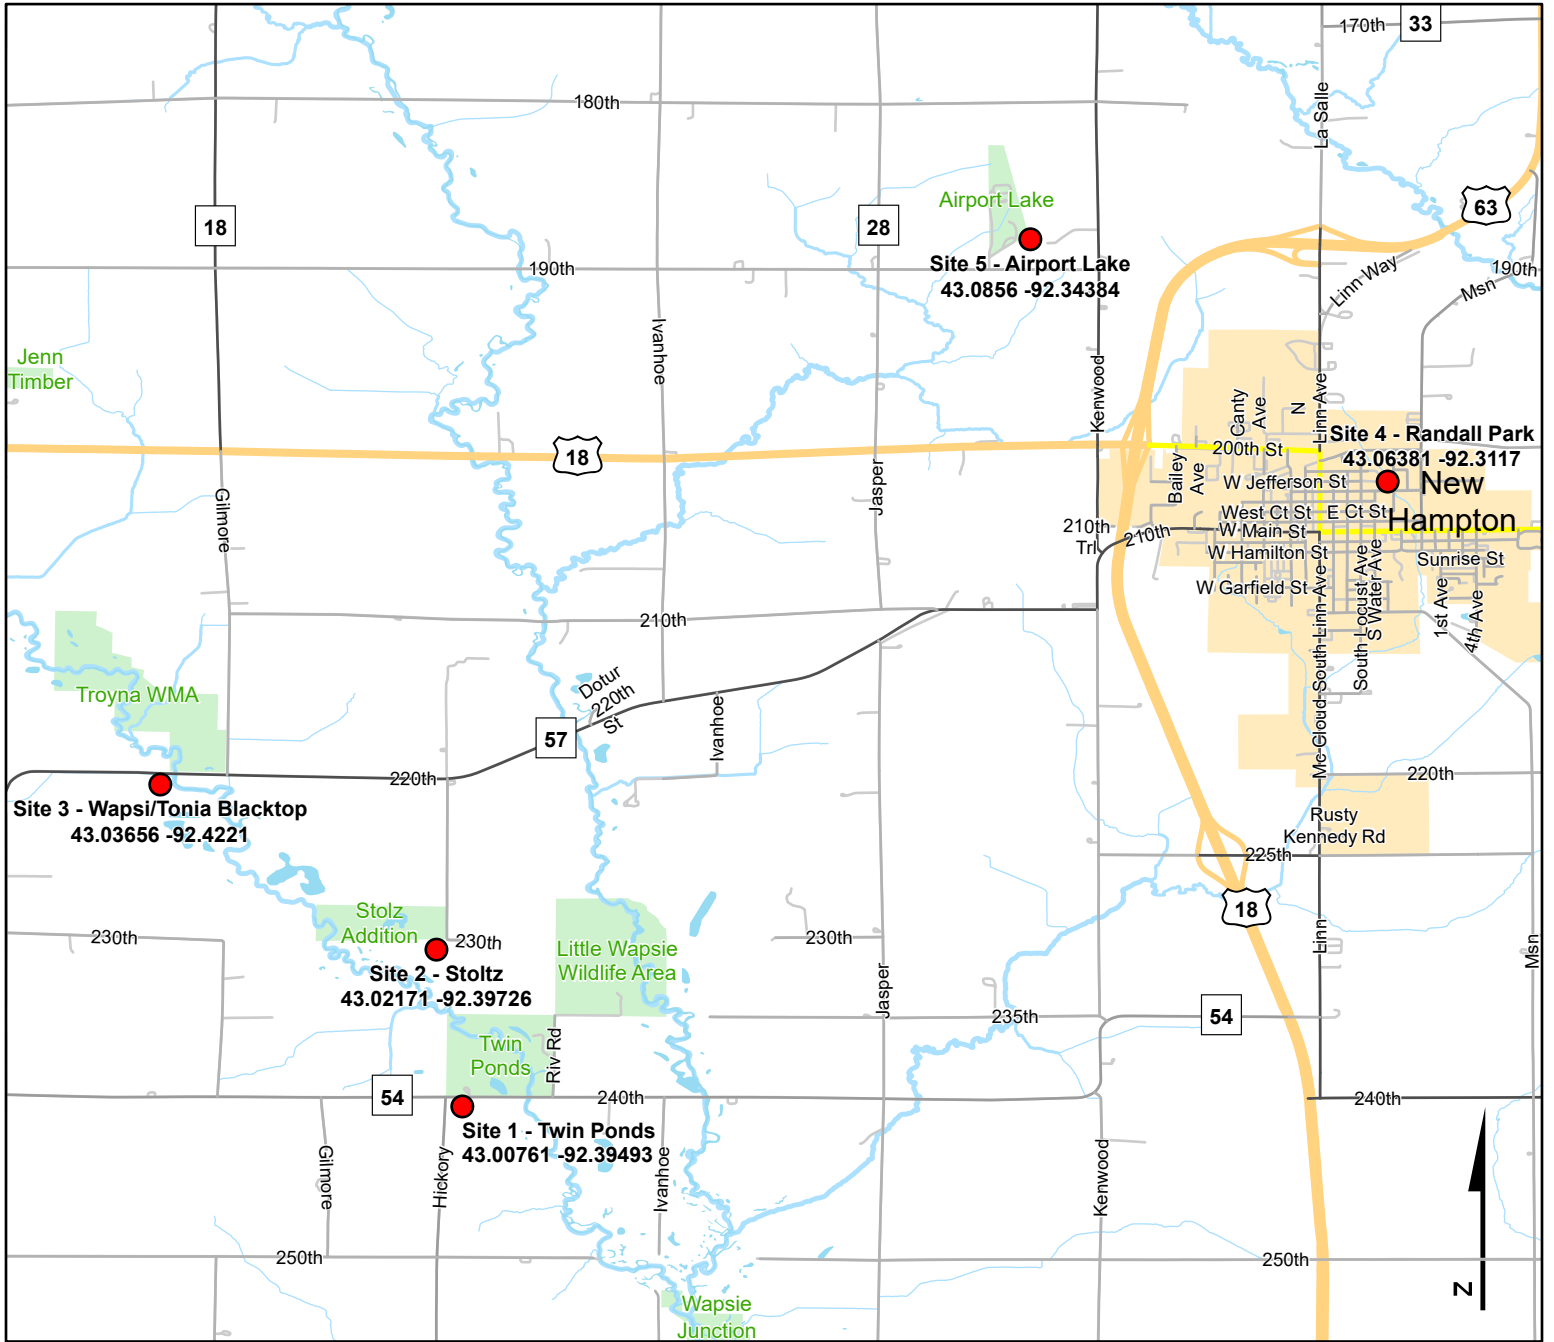 170th
33
La Salle
180th
63
Airport Lake
18
28
Site 5 - Airport Lake
43.0856 -92.34384
190th
190th
Linn Way
Msn
Ivanhoe
Jasper
Kenwood
Jenn
Timber
Canty
Ave
N
Linn Ave
Site 4 - Randall Park
43.06381 -92.3117
200th St
18
Bailey
Ave
W Jefferson St
New
Hampton
West Ct St
E Ct St
W Main St
210th
Trl
210th
W Hamilton St
Sunrise St
W Garfield St
Gilmore
Jasper
South Linn Ave
South Locust Ave
S Water Ave
1st Ave
4th Ave
210th
Troyna WMA
Dotur
220th
St
57
Ivanhoe
Mc Cloud
220th
220th
Site 3 - Wapsi/Tonia Blacktop
43.03656 -92.4221
Rusty
Kennedy Rd
225th
18
Stolz
Addition
230th
230th
230th
Little Wapsie
Wildlife Area
Linn
Msn
Site 2 - Stoltz
43.02171 -92.39726
Jasper
235th
54
Twin
Ponds
Riv Rd
54
240th
240th
Site 1 - Twin Ponds
43.00761 -92.39493
Gilmore
Hickory
Ivanhoe
Kenwood
250th
250th
N
Wapsie
Junction